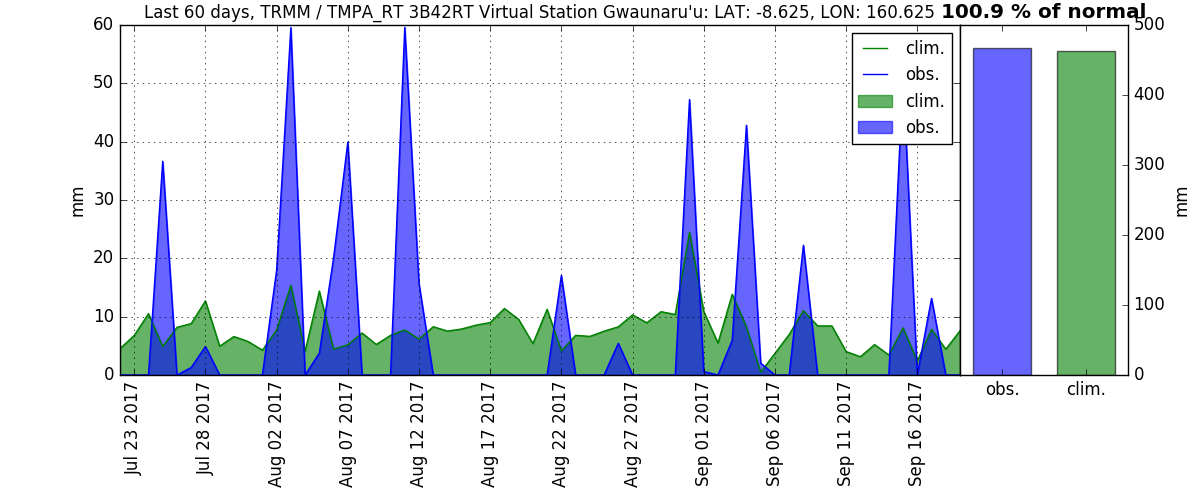 Last 60 days, TRMM / TMPA_RT 3B42RT Virtual Station Gwaunaru'u: LAT: -8.625, LON: 160.625 100.9 % of normal
clim.
obs.
clim.
obs.
60
50
40
30
20
10
0
mm
Jul 23 2017
Jul 28 2017
Aug 02 2017
Aug 07 2017
Aug 12 2017
Aug 17 2017
Aug 22 2017
Aug 27 2017
Sep 01 2017
Sep 06 2017
Sep 11 2017
Sep 16 2017
500
400
300
200
100
0
mm
obs.
clim.